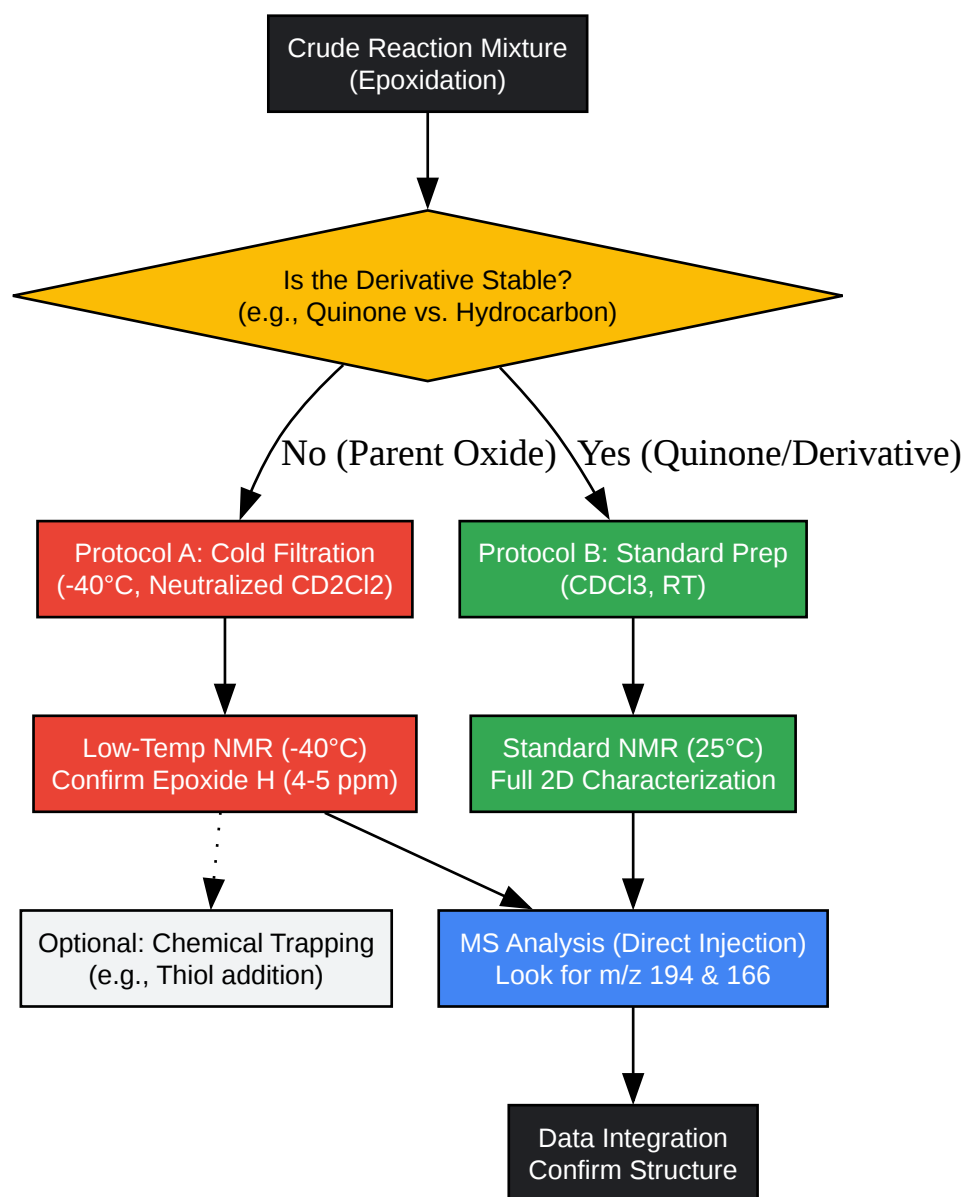 Crude Reaction Mixture
(Epoxidation)
Is the Derivative Stable?
(e.g., Quinone vs. Hydrocarbon)
No (Parent Oxide)
Yes (Quinone/Derivative)
Protocol A: Cold Filtration
(-40°C, Neutralized CD2Cl2)
Protocol B: Standard Prep
(CDCl3, RT)
Low-Temp NMR (-40°C)
Confirm Epoxide H (4-5 ppm)
Standard NMR (25°C)
Full 2D Characterization
Optional: Chemical Trapping
(e.g., Thiol addition)
MS Analysis (Direct Injection)
Look for m/z 194 & 166
Data Integration
Confirm Structure